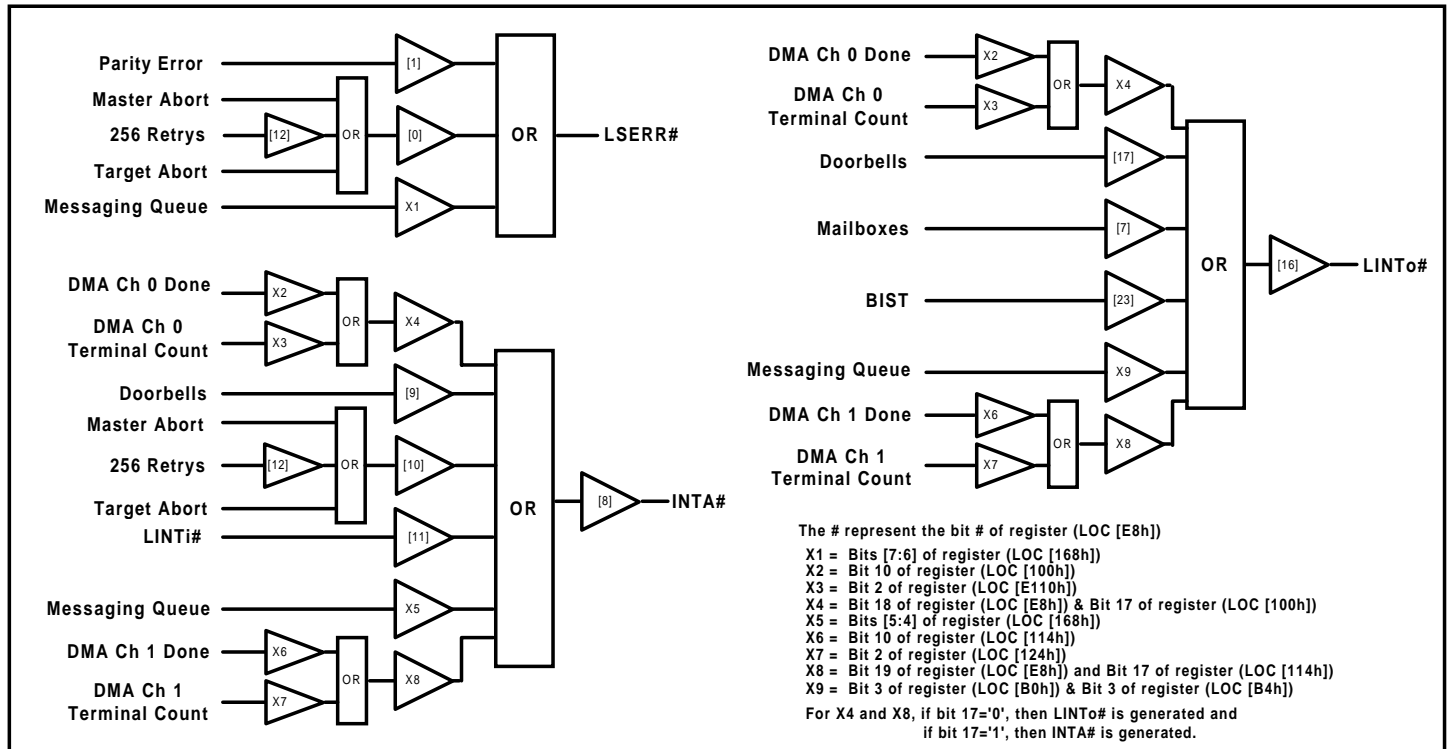 Parity Error
[1]
Master Abort
256 Retrys
[12]
OR
[0]
OR
LSERR#
Target Abort
Messaging Queue
X1
DMA Ch 0 Done
X2
DMA Ch 0
Terminal Count
X3
OR
X4
Doorbells
[9]
Master Abort
256 Retrys
[12]
OR
[10]
Target Abort
LINTi#
[11]
OR
[8]
INTA#
Messaging Queue
X5
DMA Ch 1 Done
X6
DMA Ch 1
Terminal Count
X7
OR
X8
DMA Ch 0 Done
X2
DMA Ch 0
Terminal Count
X3
OR
X4
Doorbells
[17]
Mailboxes
[7]
OR
[16]
LINTo#
BIST
[23]
Messaging Queue
X9
DMA Ch 1 Done
X6
DMA Ch 1
Terminal Count
X7
OR
X8
The # represent the bit # of register (LOC [E8h])
X1 = Bits [7:6] of register (LOC [168h])
X2 = Bit 10 of register (LOC [100h])
X3 = Bit 2 of register (LOC [E110h])
X4 = Bit 18 of register (LOC [E8h]) & Bit 17 of register (LOC [100h])
X5 = Bits [5:4] of register (LOC [168h])
X6 = Bit 10 of register (LOC [114h])
X7 = Bit 2 of register (LOC [124h])
X8 = Bit 19 of register (LOC [E8h]) and Bit 17 of register (LOC [114h])
X9 = Bit 3 of register (LOC [B0h]) & Bit 3 of register (LOC [B4h])
For X4 and X8, if bit 17='0', then LINTo# is generated and
if bit 17='1', then INTA# is generated.